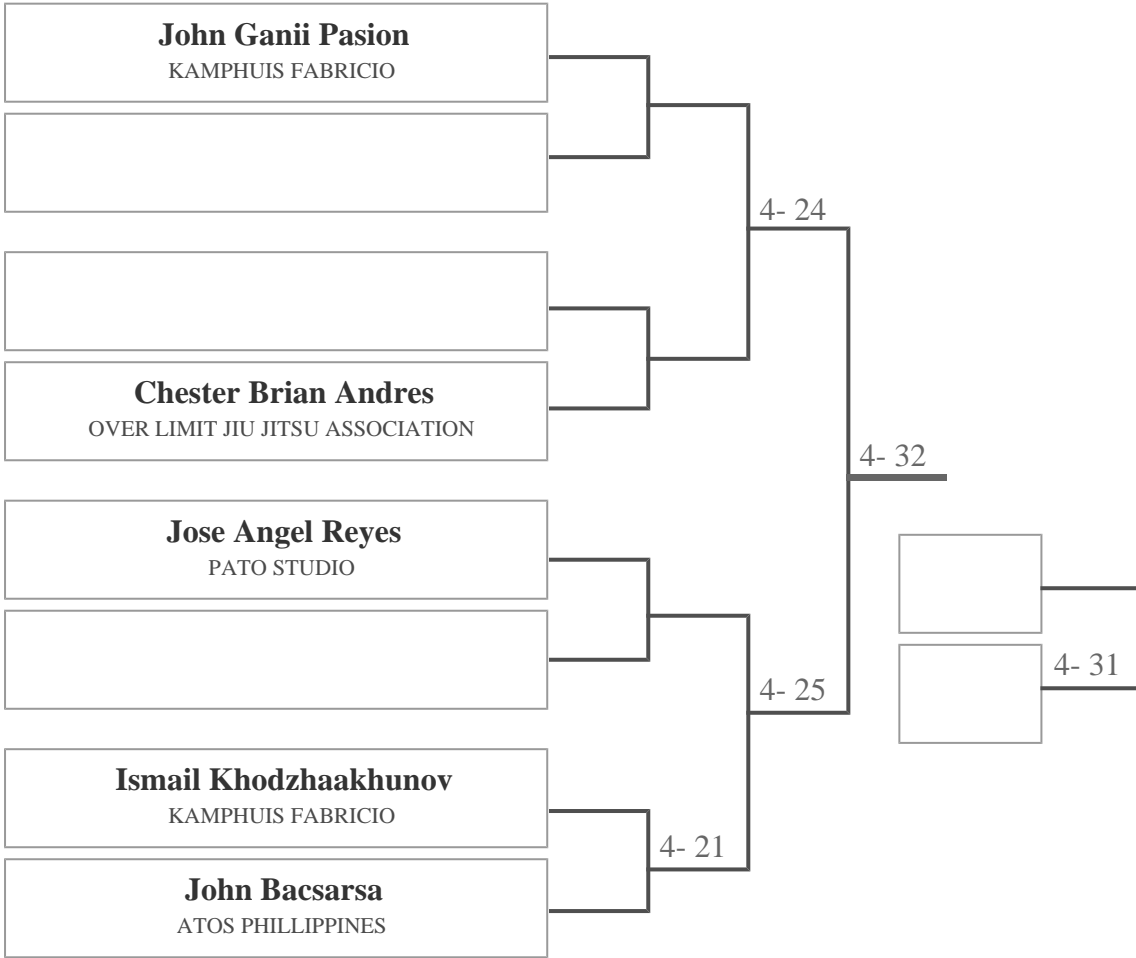 John Ganii Pasion
KAMPHUIS FABRICIO
4- 24
Chester Brian Andres
OVER LIMIT JIU JITSU ASSOCIATION
4- 32
Jose Angel Reyes
PATO STUDIO
4- 31
4- 25
Ismail Khodzhaakhunov
KAMPHUIS FABRICIO
4- 21
John Bacsarsa
ATOS PHILLIPPINES